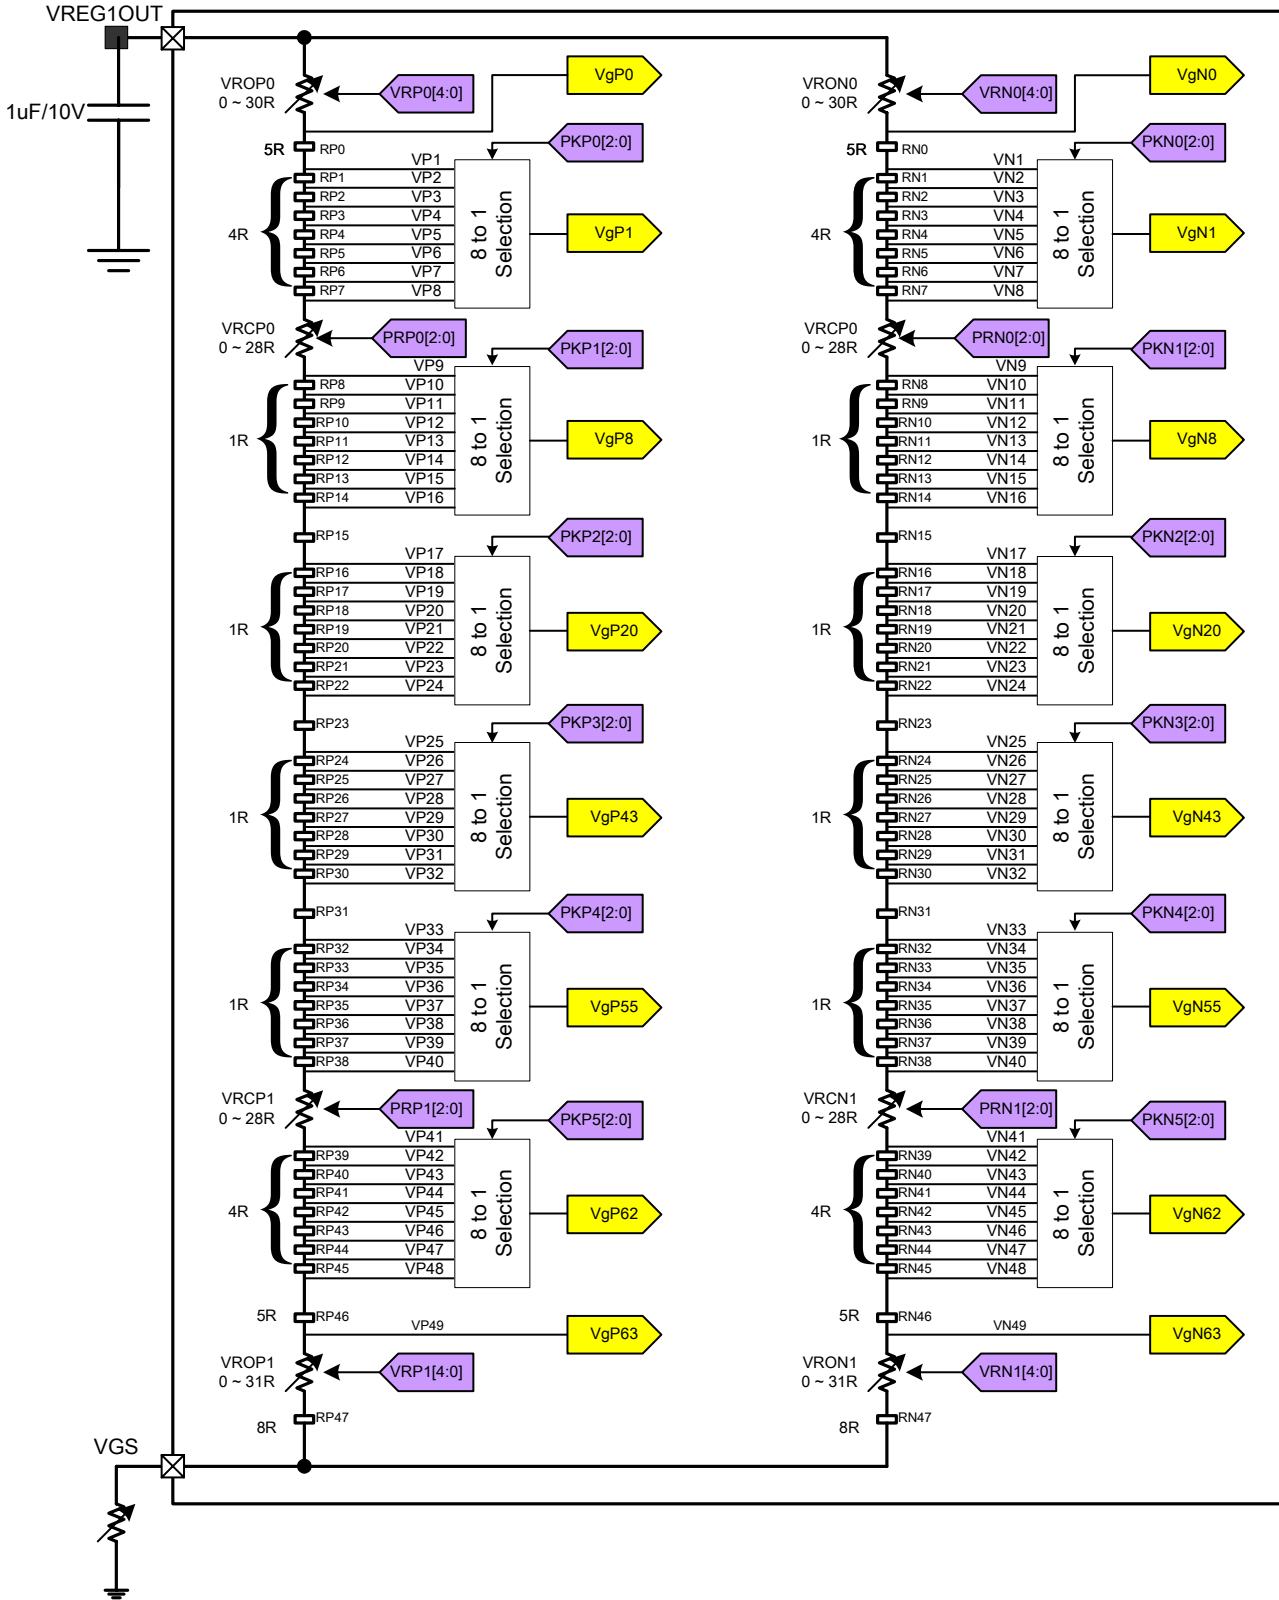 VREG1OUT
1uF/10V
VROP0
0 ~ 30R
VRP0[4:0]
VgP0
5R
RP0
PKP0[2:0]
VP1
RP1
VP2
RP2
VP3
RP3
VP4
RP4
VP5
RP5
VP6
RP6
VP7
RP7
VP8
4R
8 to 1
Selection
VgP1
VRCP0
0 ~ 28R
PRP0[2:0]
PKP1[2:0]
VP9
RP8
VP10
RP9
VP11
RP10
VP12
RP11
VP13
RP12
VP14
RP13
VP15
RP14
VP16
1R
8 to 1
Selection
VgP8
RP15
PKP2[2:0]
VP17
RP16
VP18
RP17
VP19
RP18
VP20
RP19
VP21
RP20
VP22
RP21
VP23
RP22
VP24
1R
8 to 1
Selection
VgP20
RP23
PKP3[2:0]
VP25
RP24
VP26
RP25
VP27
RP26
VP28
RP27
VP29
RP28
VP30
RP29
VP31
RP30
VP32
1R
8 to 1
Selection
VgP43
RP31
PKP4[2:0]
VP33
RP32
VP34
RP33
VP35
RP34
VP36
RP35
VP37
RP36
VP38
RP37
VP39
RP38
VP40
1R
8 to 1
Selection
VgP55
VRCP1
0 ~ 28R
PRP1[2:0]
PKP5[2:0]
VP41
RP39
VP42
RP40
VP43
RP41
VP44
RP42
VP45
RP43
VP46
RP44
VP47
RP45
VP48
4R
8 to 1
Selection
VgP62
5R
RP46
VP49
VgP63
VROP1
0 ~ 31R
VRP1[4:0]
8R
RP47
VGS
VRON0
0 ~ 30R
VRN0[4:0]
VgN0
5R
RN0
PKN0[2:0]
VN1
RN1
VN2
RN2
VN3
RN3
VN4
RN4
VN5
RN5
VN6
RN6
VN7
RN7
VN8
4R
8 to 1
Selection
VgN1
VRCP0
0 ~ 28R
PRN0[2:0]
PKN1[2:0]
VN9
RN8
VN10
RN9
VN11
RN10
VN12
RN11
VN13
RN12
VN14
RN13
VN15
RN14
VN16
1R
8 to 1
Selection
VgN8
RN15
PKN2[2:0]
VN17
RN16
VN18
RN17
VN19
RN18
VN20
RN19
VN21
RN20
VN22
RN21
VN23
RN22
VN24
1R
8 to 1
Selection
VgN20
RN23
PKN3[2:0]
VN25
RN24
VN26
RN25
VN27
RN26
VN28
RN27
VN29
RN28
VN30
RN29
VN31
RN30
VN32
1R
8 to 1
Selection
VgN43
RN31
PKN4[2:0]
VN33
RN32
VN34
RN33
VN35
RN34
VN36
RN35
VN37
RN36
VN38
RN37
VN39
RN38
VN40
1R
8 to 1
Selection
VgN55
VRCN1
0 ~ 28R
PRN1[2:0]
PKN5[2:0]
VN41
RN39
VN42
RN40
VN43
RN41
VN44
RN42
VN45
RN43
VN46
RN44
VN47
RN45
VN48
4R
8 to 1
Selection
VgN62
5R
RN46
VN49
VgN63
VRON1
0 ~ 31R
VRN1[4:0]
8R
RN47